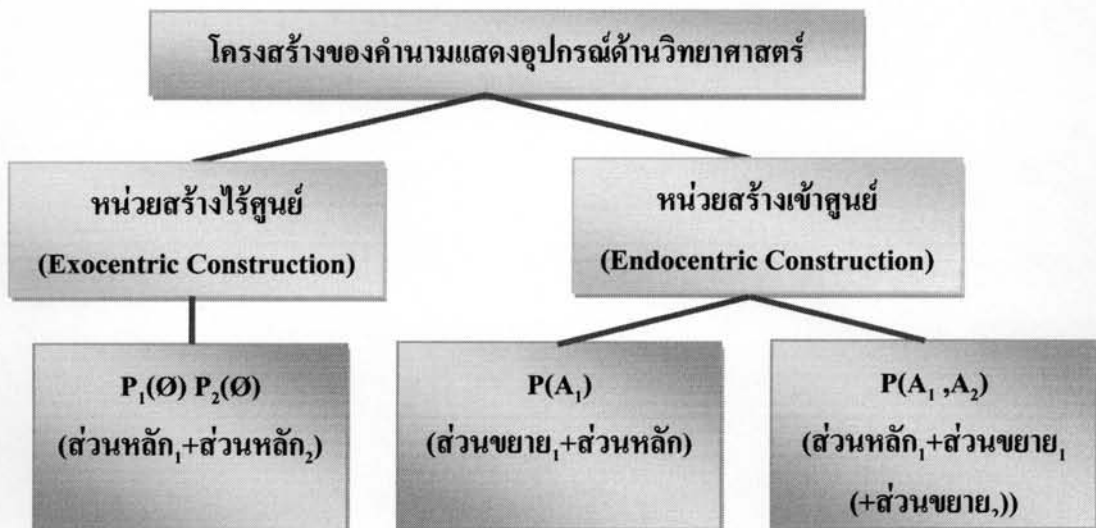 โครงสร้างของคำนามแสดงอุปกรณ์ด้านวิทยาศาสตร์
หน่วยสร้างไร้ศูนย์
(Exocentric Construction)
หน่วยสร้างเข้าศูนย์
(Endocentric Construction)
P₁(Ø) P₂(Ø)
(ส่วนหลัก₁+ส่วนหลัก₂)
P(A₁)
(ส่วนขยาย₁+ส่วนหลัก)
P(A₁ ,A₂)
(ส่วนหลัก₁+ส่วนขยาย₁
(+ส่วนขยาย₂))